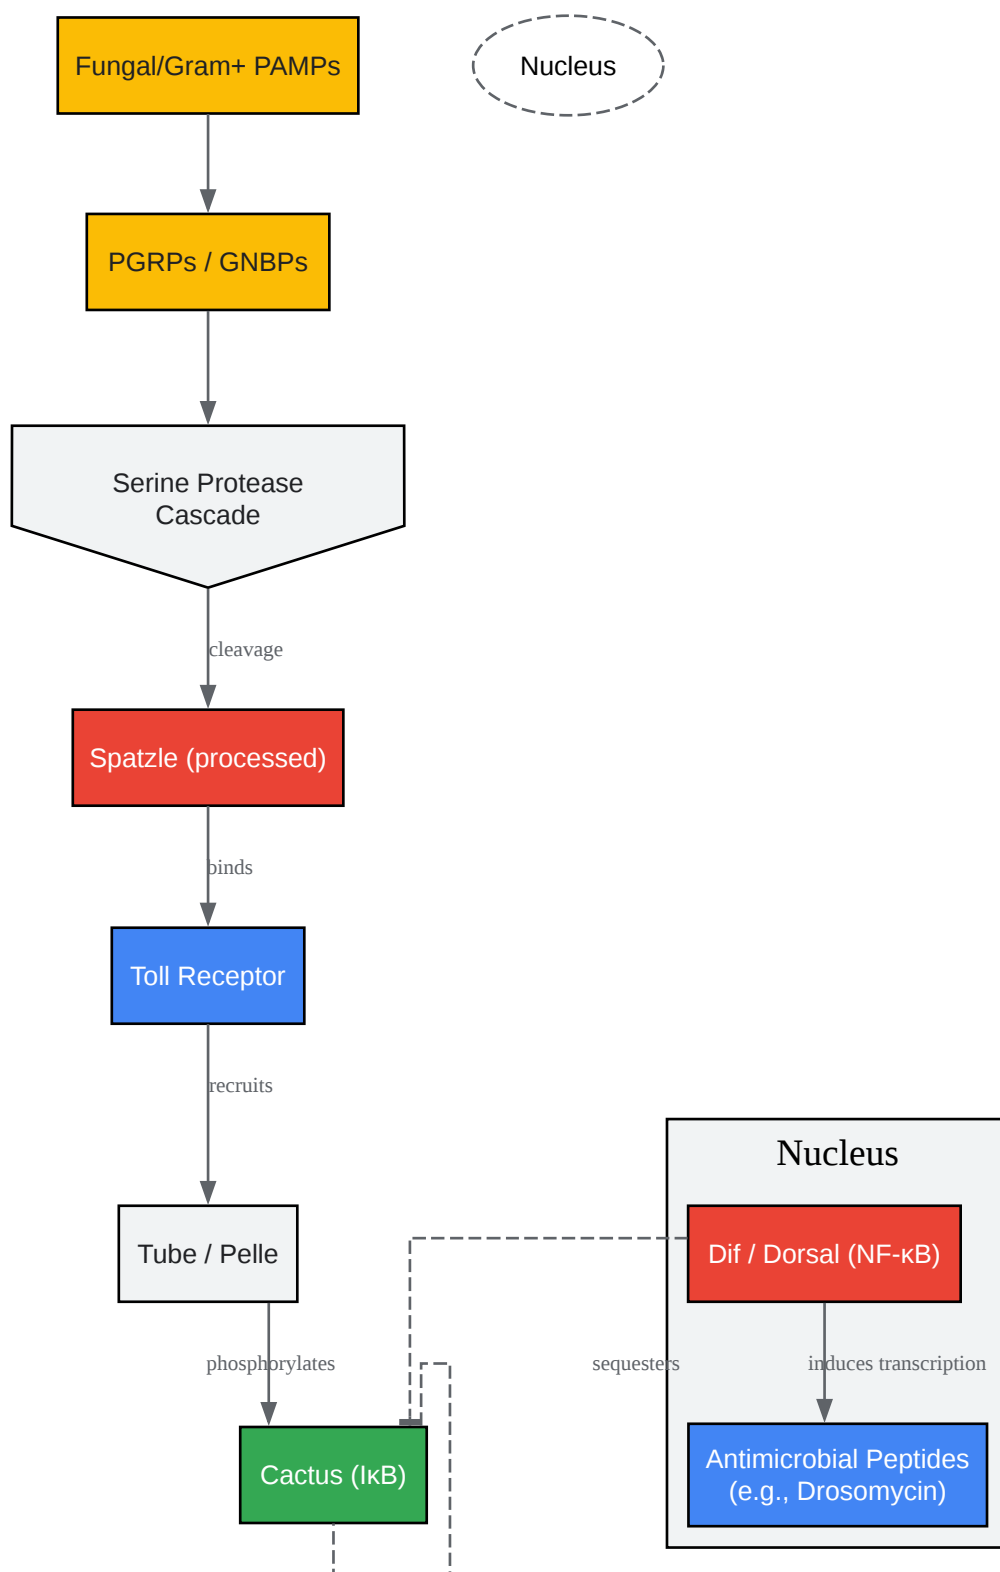 Fungal/Gram+ PAMPs
Nucleus
PGRPs / GNBPs
Serine Protease
Cascade
cleavage
Spatzle (processed)
binds
Toll Receptor
recruits
Nucleus
Tube / Pelle
Dif / Dorsal (NF-κB)
phosphorylates
sequesters
induces transcription
Cactus (IκB)
Antimicrobial Peptides
(e.g., Drosomycin)